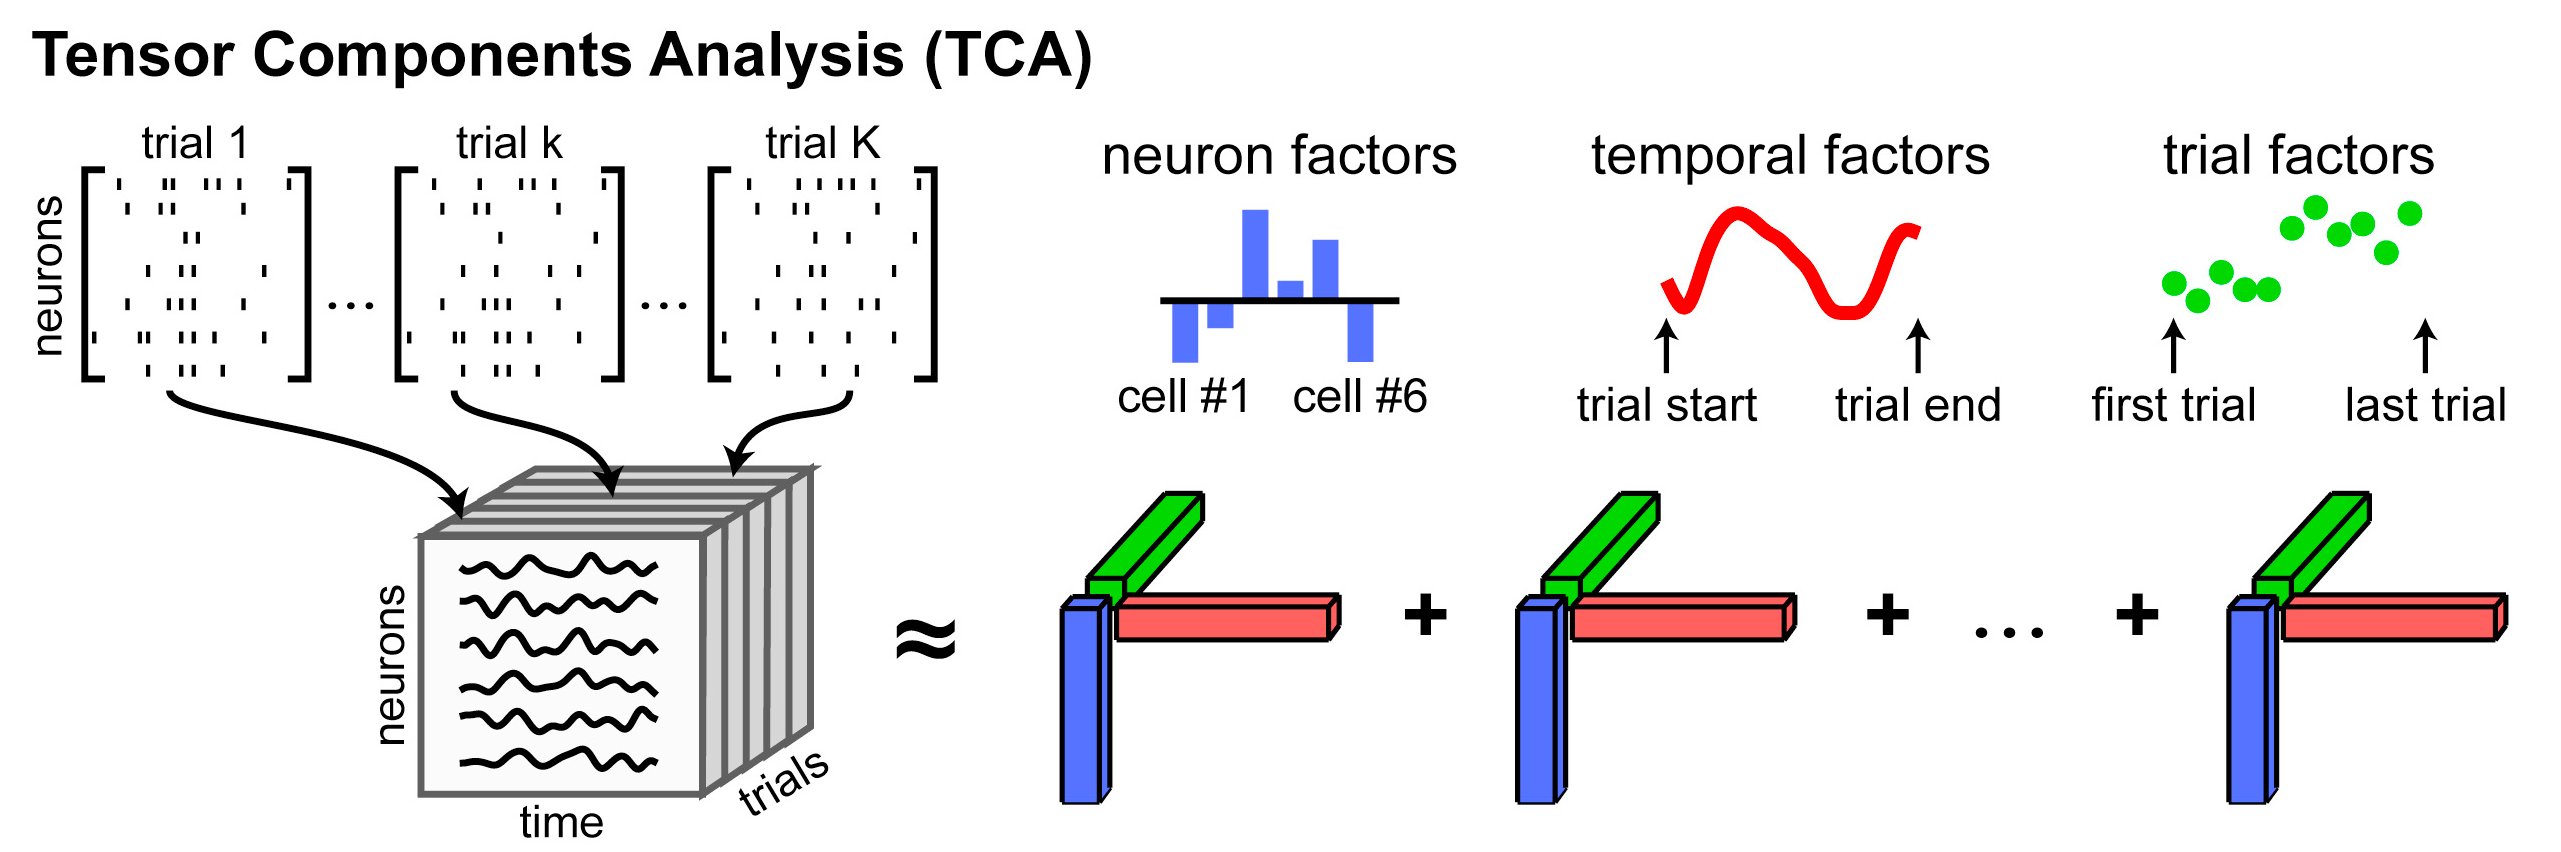 Tensor Components Analysis (TCA)
trial 1
trial k
trial K
neurons
...
...
neurons
time
trials
≈
neuron factors
cell #1
cell #6
temporal factors
trial start
trial end
trial factors
first trial
last trial
+
+
...
+